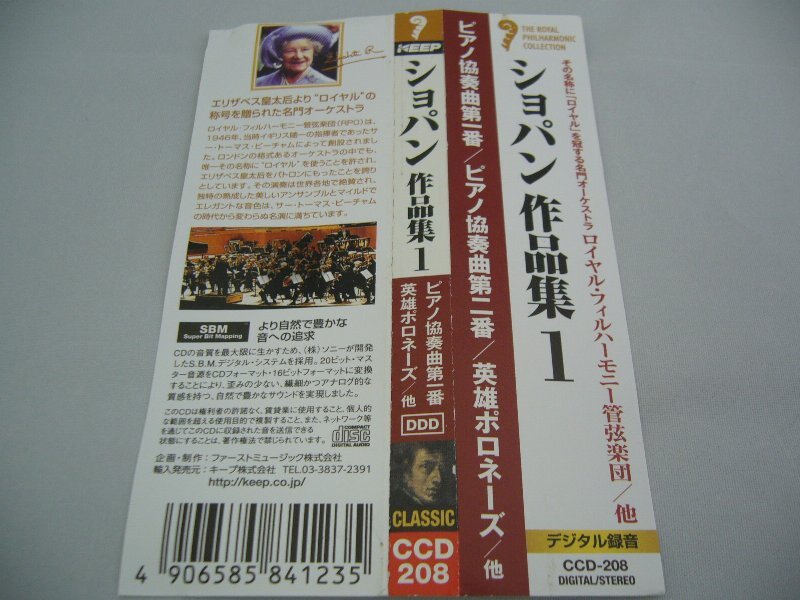 エリザベス皇太后より“ロイヤル”の
称号を贈られた名門オーケストラ
ロイヤル・フィルハーモニー管弦楽団(RPO)は、
1946年、当時イギリス随一の指揮者であったサ
ー・トーマス・ビーチャムによって創設されまし
た。ロンドンの格式あるオーケストラの中でも、
唯一その名称に“ロイヤル”を使うことを許され、
エリザベス皇太后をパトロンにもったことを誇り
としています。その演奏は世界各地で絶賛され、
独特の熟成した美しいアンサンブルとマイルドで
エレガントな音色は、サー・トーマス・ビーチャム
の時代から変わらぬ名演に満ちています。
SBM
Super Bit Mapping
より自然で豊かな
音への追求
CDの音質を最大限に生かすため、(株)ソニーが開発
したS.B.M.デジタル・システムを採用。20ビット・マス
ター音源をCDフォーマット・16ビットフォーマットに変換
することにより、歪みの少ない、繊細かつアナログ的な
質感を持つ、自然で豊かなサウンドを実現しました。
このCDは権利者の許諾なく、賃貸業に使用すること、個人的
な範囲を超える使用目的で複製すること、また、ネットワーク等
を通じてこのCDに収録された音を送信できる
状態にすることは、著作権法で禁じられています。
COMPACT
disc
DIGITAL AUDIO
企画・制作:ファーストミュージック株式会社
輸入発売元:キープ株式会社 TEL.03-3837-2391
http://keep.co.jp/
4 906585 841235
KEEP
ショパン 作品集 1
ピアノ協奏曲第一番
英雄ポロネーズ/他
DDD
CLASSIC
CCD
208
ピアノ協奏曲第一番/ピアノ協奏曲第二番/英雄ポロネーズ/他
THE ROYAL
PHILHARMONIC
COLLECTION
その名称に「ロイヤル」を冠する名門オーケストラ ロイヤル・フィルハーモニー管弦楽団/他
ショパン 作品集 1
デジタル録音
CCD-208
DIGITAL/STEREO